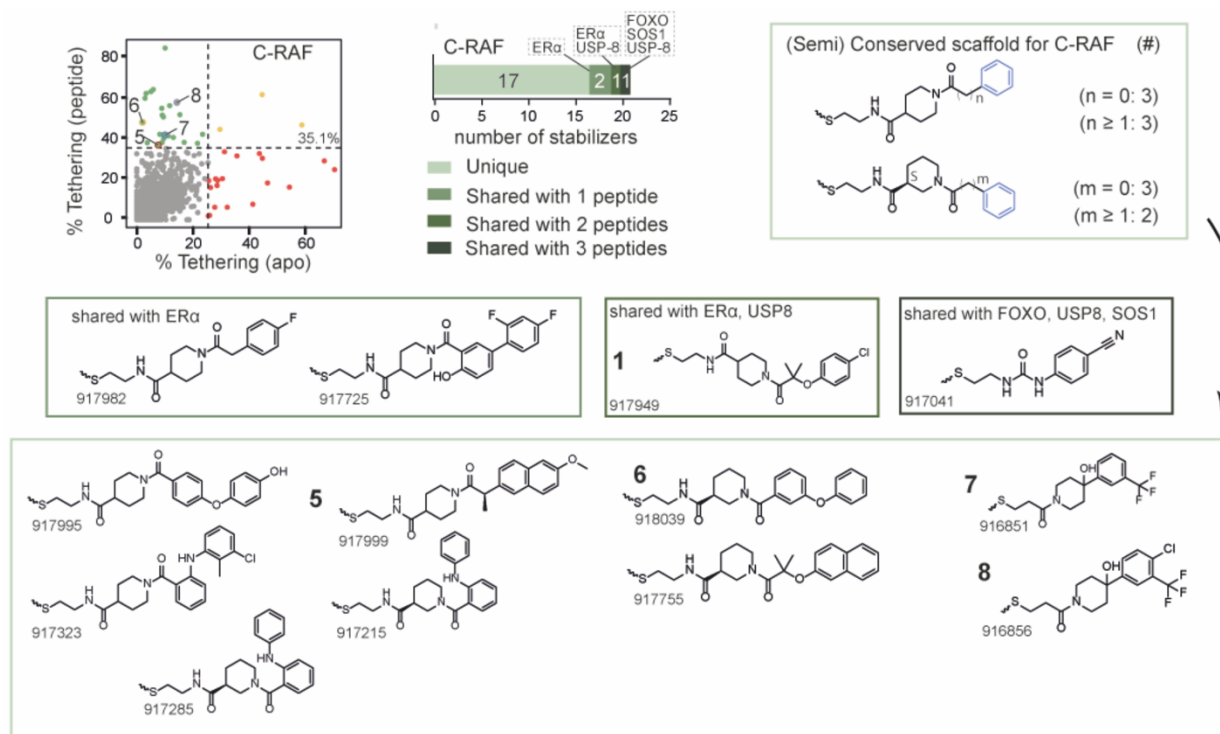 C-RAF
% Tethering (peptide)
80
60
40
20
0
6
8
7
5
35.1%
0 20 40 60
% Tethering (apo)
C-RAF
ERα
ERα
USP-8
FOXO
SOS1
USP-8
17 2 1 1
0 5 10 15 20 25
number of stabilizers
Unique
Shared with 1 peptide
Shared with 2 peptides
Shared with 3 peptides
(Semi) Conserved scaffold for C-RAF (#)
(n = 0: 3)
(n ≥ 1: 3)
(m = 0: 3)
(m ≥ 1: 2)
shared with ERα
917982
917725
shared with ERα, USP8
1
917949
shared with FOXO, USP8, SOS1
917041
917995
5
917999
6
918039
7
916851
917323
917215
917755
8
916856
917285